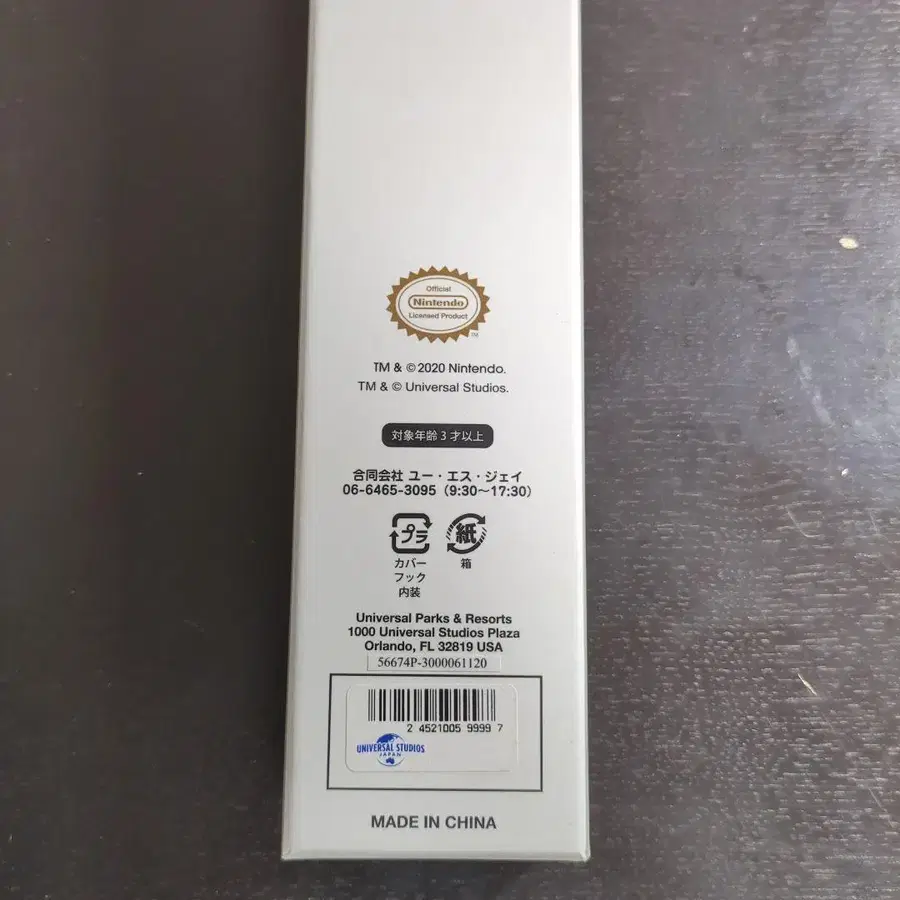 Official
Nintendo
Licensed Product
TM
TM & © 2020 Nintendo.
TM & © Universal Studios.
対象年齢 3 才以上
合同会社 ユー・エス・ジェイ
06-6465-3095（9:30～17:30）
プラ 紙
カバー 箱
フック
内装
Universal Parks & Resorts
1000 Universal Studios Plaza
Orlando, FL 32819 USA
56674P-3000061120
2 4521005 9999 7
UNIVERSAL STUDIOS
JAPAN
MADE IN CHINA